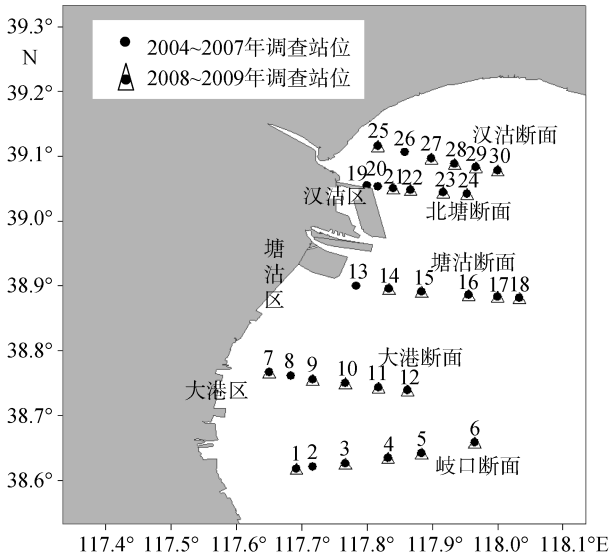 39.3°
N
2004~2007年调查站位
2008~2009年调查站位
39.2°
25 26 27 28 29 30
汉沽断面
39.1°
19 20 21 22 23 24
汉沽区
北塘断面
39.0°
塘沽区
塘沽断面
13 14 15 16 17 18
38.9°
38.8°
大港断面
7 8 9 10 11 12
大港区
38.7°
1 2 3 4 5 6
岐口断面
38.6°
117.4° 117.5° 117.6° 117.7° 117.8° 117.9° 118.0° 118.1°E